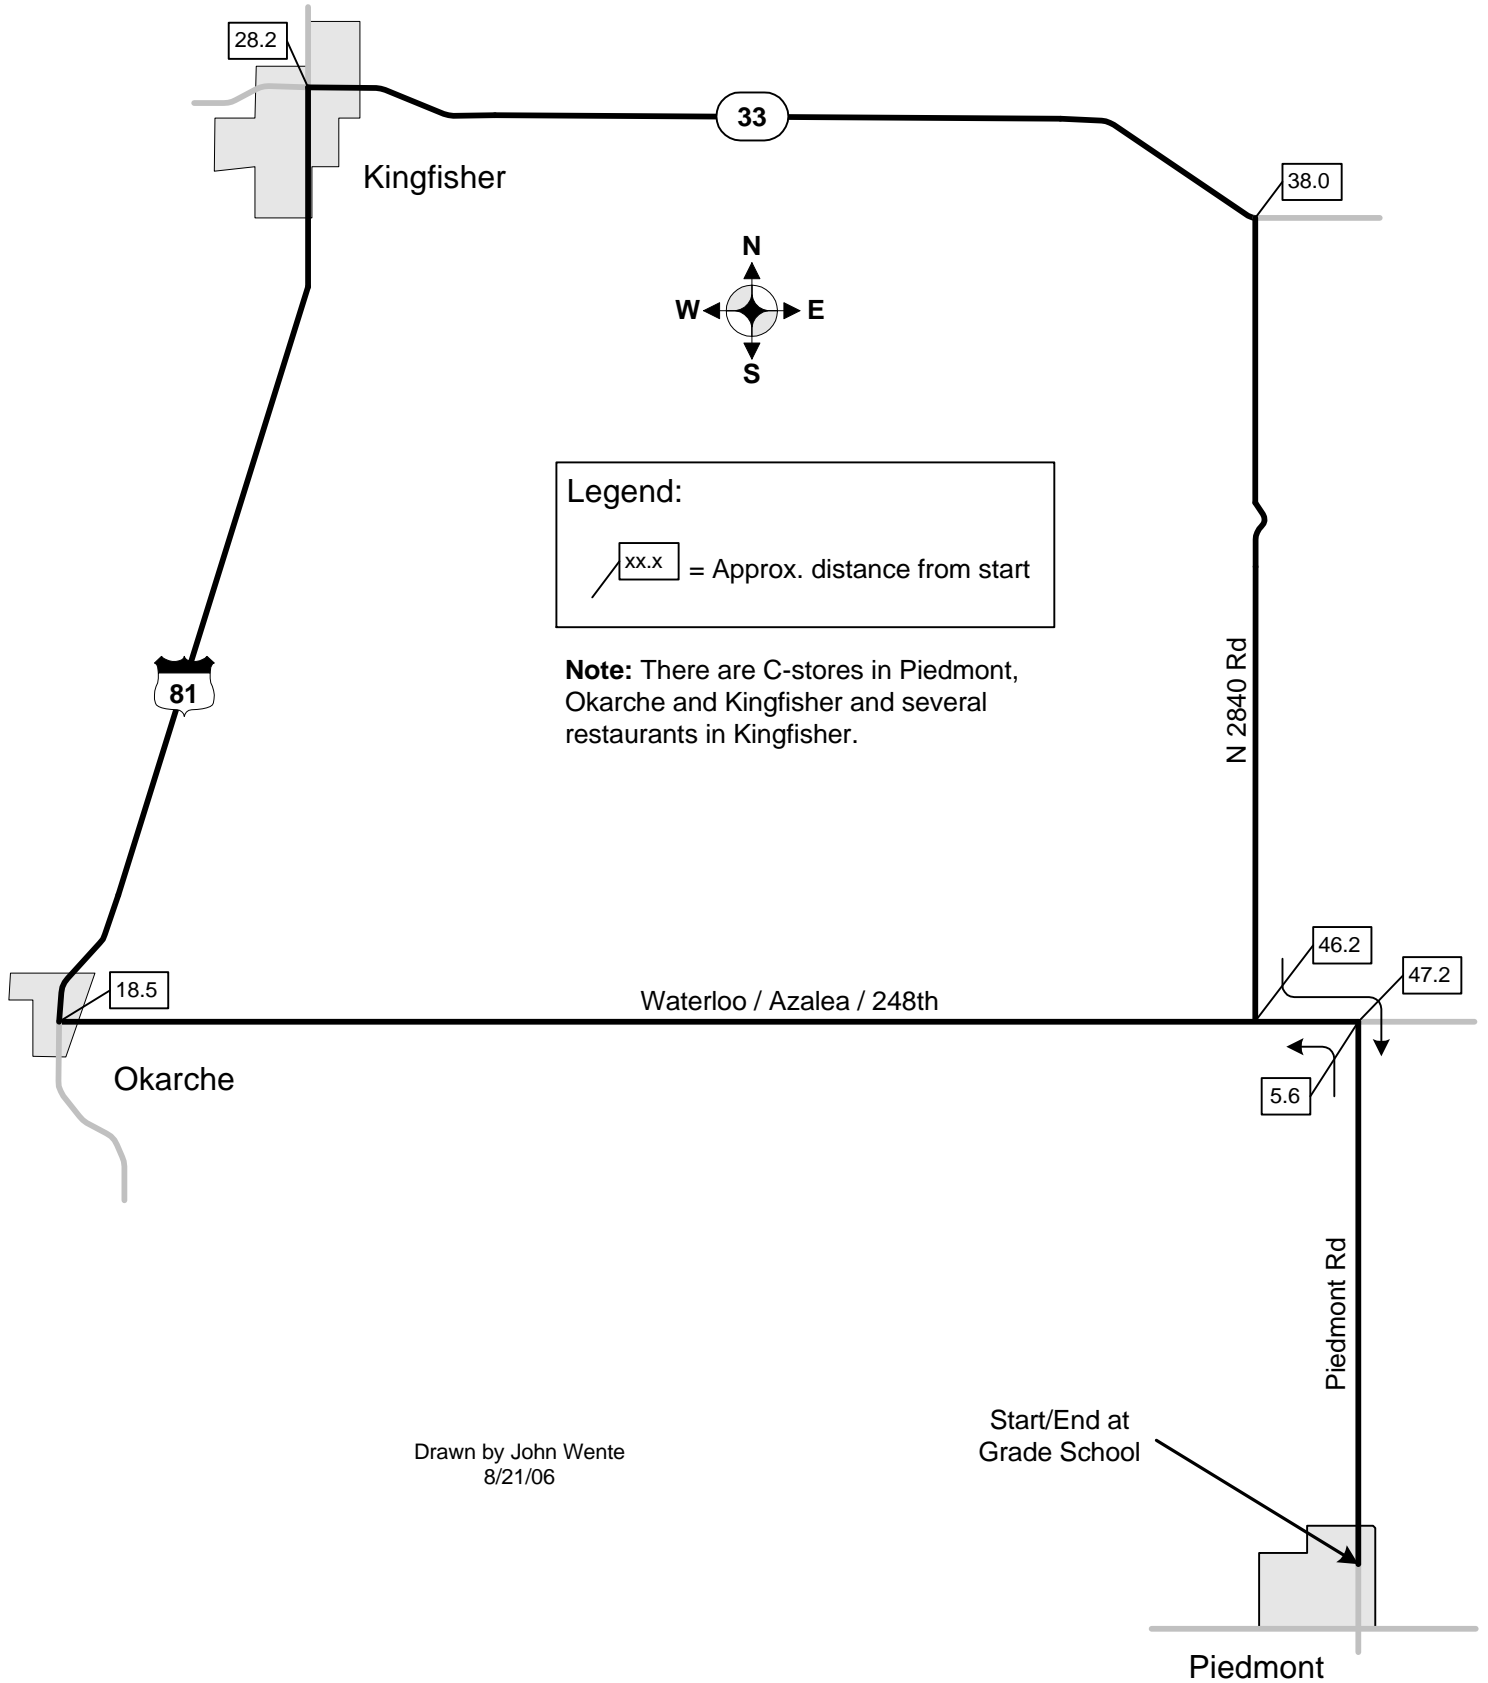 28.2
33
Kingfisher
38.0
N
W
E
S
Legend:
xx.x
= Approx. distance from start
Note: There are C-stores in Piedmont,
Okarche and Kingfisher and several
restaurants in Kingfisher.
81
N 2840 Rd
46.2
47.2
18.5
Waterloo / Azalea / 248th
Okarche
5.6
Piedmont Rd
Start/End at
Grade School
Drawn by John Wente
8/21/06
Piedmont